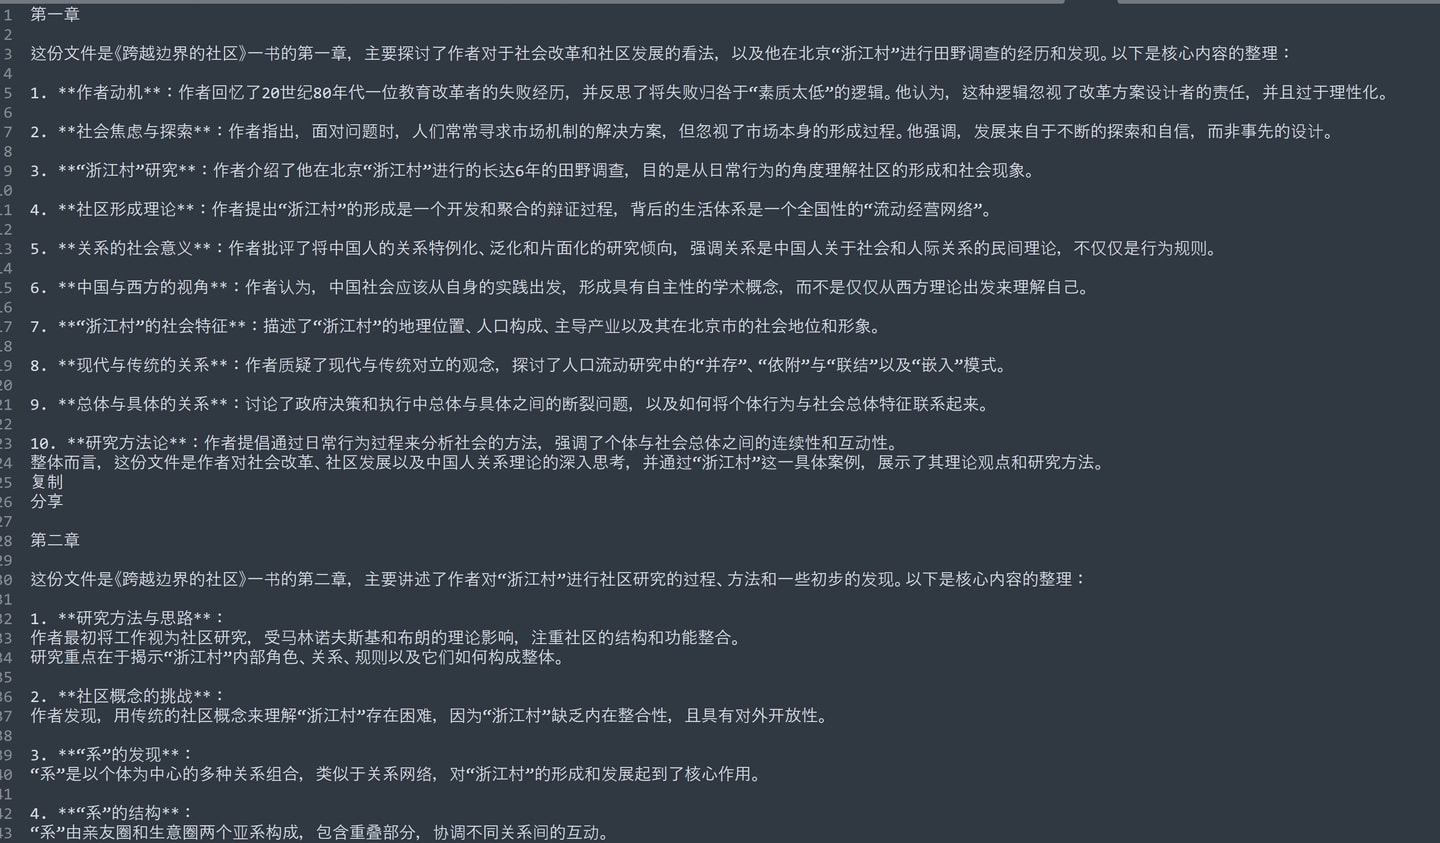 1 第一章
2
3 这份文件是《跨越边界的社区》一书的第一章，主要探讨了作者对于社会改革和社区发展的看法，以及他在北京“浙江村”进行田野调查的经历和发现。以下是核心内容的整理：
4
5 1. **作者动机**：作者回忆了20世纪80年代一位教育改革者的失败经历，并反思了将失败归咎于“素质太低”的逻辑。他认为，这种逻辑忽视了改革方案设计者的责任，并且过于理性化。
6
7 2. **社会焦虑与探索**：作者指出，面对问题时，人们常常寻求市场机制的解决方案，但忽视了市场本身的形成过程。他强调，发展来自于不断的探索和自信，而非事先的设计。
8
9 3. **“浙江村”研究**：作者介绍了他在北京“浙江村”进行的长达6年的田野调查，目的是从日常行为的角度理解社区的形成和社会现象。
10
11 4. **社区形成理论**：作者提出“浙江村”的形成是一个开发和聚合的辩证过程，背后的生活体系是一个全国性的“流动经营网络”。
12
13 5. **关系的社会意义**：作者批评了将中国人的关系特例化、泛化和片面化的研究倾向，强调关系是中国人关于社会和人际关系的民间理论，不仅仅是行为规则。
14
15 6. **中国与西方的视角**：作者认为，中国社会应该从自身的实践出发，形成具有自主性的学术概念，而不是仅仅从西方理论出发来理解自己。
16
17 7. **“浙江村”的社会特征**：描述了“浙江村”的地理位置、人口构成、主导产业以及其在北京市的社会地位和形象。
18
19 8. **现代与传统的关系**：作者质疑了现代与传统对立的观念，探讨了人口流动研究中的“并存”、“依附”与“联结”以及“嵌入”模式。
20
21 9. **总体与具体的关系**：讨论了政府决策和执行中总体与具体之间的断裂问题，以及如何将个体行为与社会总体特征联系起来。
22
23 10. **研究方法论**：作者提倡通过日常行为过程来分析社会的方法，强调了个体与社会总体之间的连续性和互动性。
24 整体而言，这份文件是作者对社会改革、社区发展以及中国人关系理论的深入思考，并通过“浙江村”这一具体案例，展示了其理论观点和研究方法。
25 复制
26 分享
27
28 第二章
29
30 这份文件是《跨越边界的社区》一书的第二章，主要讲述了作者对“浙江村”进行社区研究的过程、方法和一些初步的发现。以下是核心内容的整理：
31
32 1. **研究方法与思路**：
33 作者最初将工作视为社区研究，受马林诺夫斯基和布朗的理论影响，注重社区的结构和功能整合。
34 研究重点在于揭示“浙江村”内部角色、关系、规则以及它们如何构成整体。
35
36 2. **社区概念的挑战**：
37 作者发现，用传统的社区概念来理解“浙江村”存在困难，因为“浙江村”缺乏内在整合性，且具有对外开放性。
38
39 3. **“系”的发现**：
40 “系”是以个体为中心的多种关系组合，类似于关系网络，对“浙江村”的形成和发展起到了核心作用。
41
42 4. **“系”的结构**：
43 “系”由亲友圈和生意圈两个亚系构成，包含重叠部分，协调不同关系间的互动。